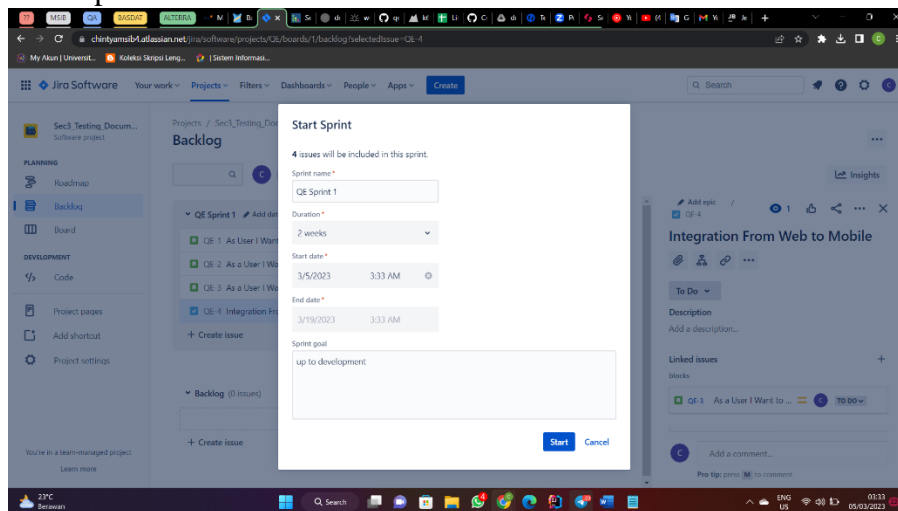 MSIB
QA
BASDAT
ALTERRA
chintyamsib4.atlassian.net/jira/software/projects/QE/boards/1/backlog?selectedIssue=QE-4
My Akun | Universit...
Koleksi Skripsi Leng...
| Sistem Informasi...
Jira Software
Your work
Projects
Filters
Dashboards
People
Apps
Create
Search
Sec3_Testing_Docum...
Software project
PLANNING
Roadmap
Backlog
Board
DEVELOPMENT
Code
Project pages
Add shortcut
Project settings
You're in a team-managed project
Learn more
Projects / Sec3_Testing_Doc
Backlog
QE Sprint 1 Add dat
QE-1 As User I Want
QE-2 As a User I Wa
QE-3 As a User I Wa
QE-4 Integration Fro
+ Create issue
Backlog (0 issues)
+ Create issue
Start Sprint
4 issues will be included in this sprint.
Sprint name *
QE Sprint 1
Duration *
2 weeks
Start date *
3/5/2023 3:33 AM
End date *
3/19/2023 3:33 AM
Sprint goal
up to development
Start
Cancel
Insights
Add epic /
QE-4
1
Integration From Web to Mobile
To Do
Description
Add a description...
Linked issues
blocks
QE-3 As a User I Want to ... C TO DO
C Add a comment...
Pro tip: press M to comment
23°C
Berawan
Search
ENG
US
03:33
05/03/2023